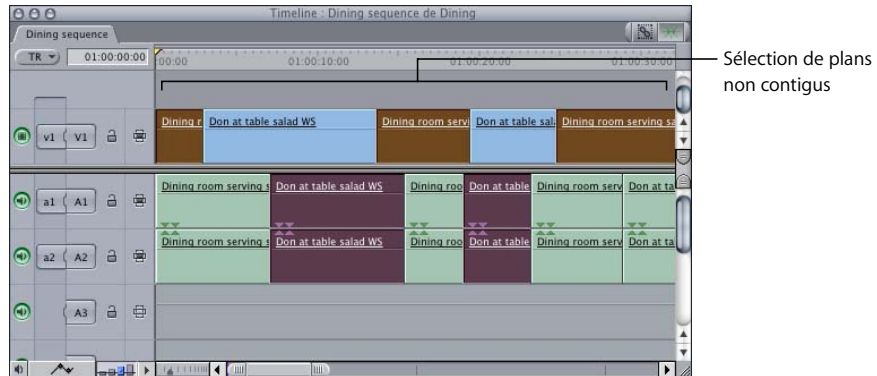 Timeline : Dining sequence de Dining
Dining sequence
TR 01:00:00:00 :00:00 01:00:10:00 01:00:20:00 01:00:30:00
Sélection de plans
non contigus
v1 V1 Dining r Don at table salad WS Dining room servi Don at table sal Dining room serving sa
a1 A1 Dining room serving s Don at table salad WS Dining roo Don at table Dining room serv Don at ta
a2 A2 Dining room serving s Don at table salad WS Dining roo Don at table Dining room serv Don at ta
A3